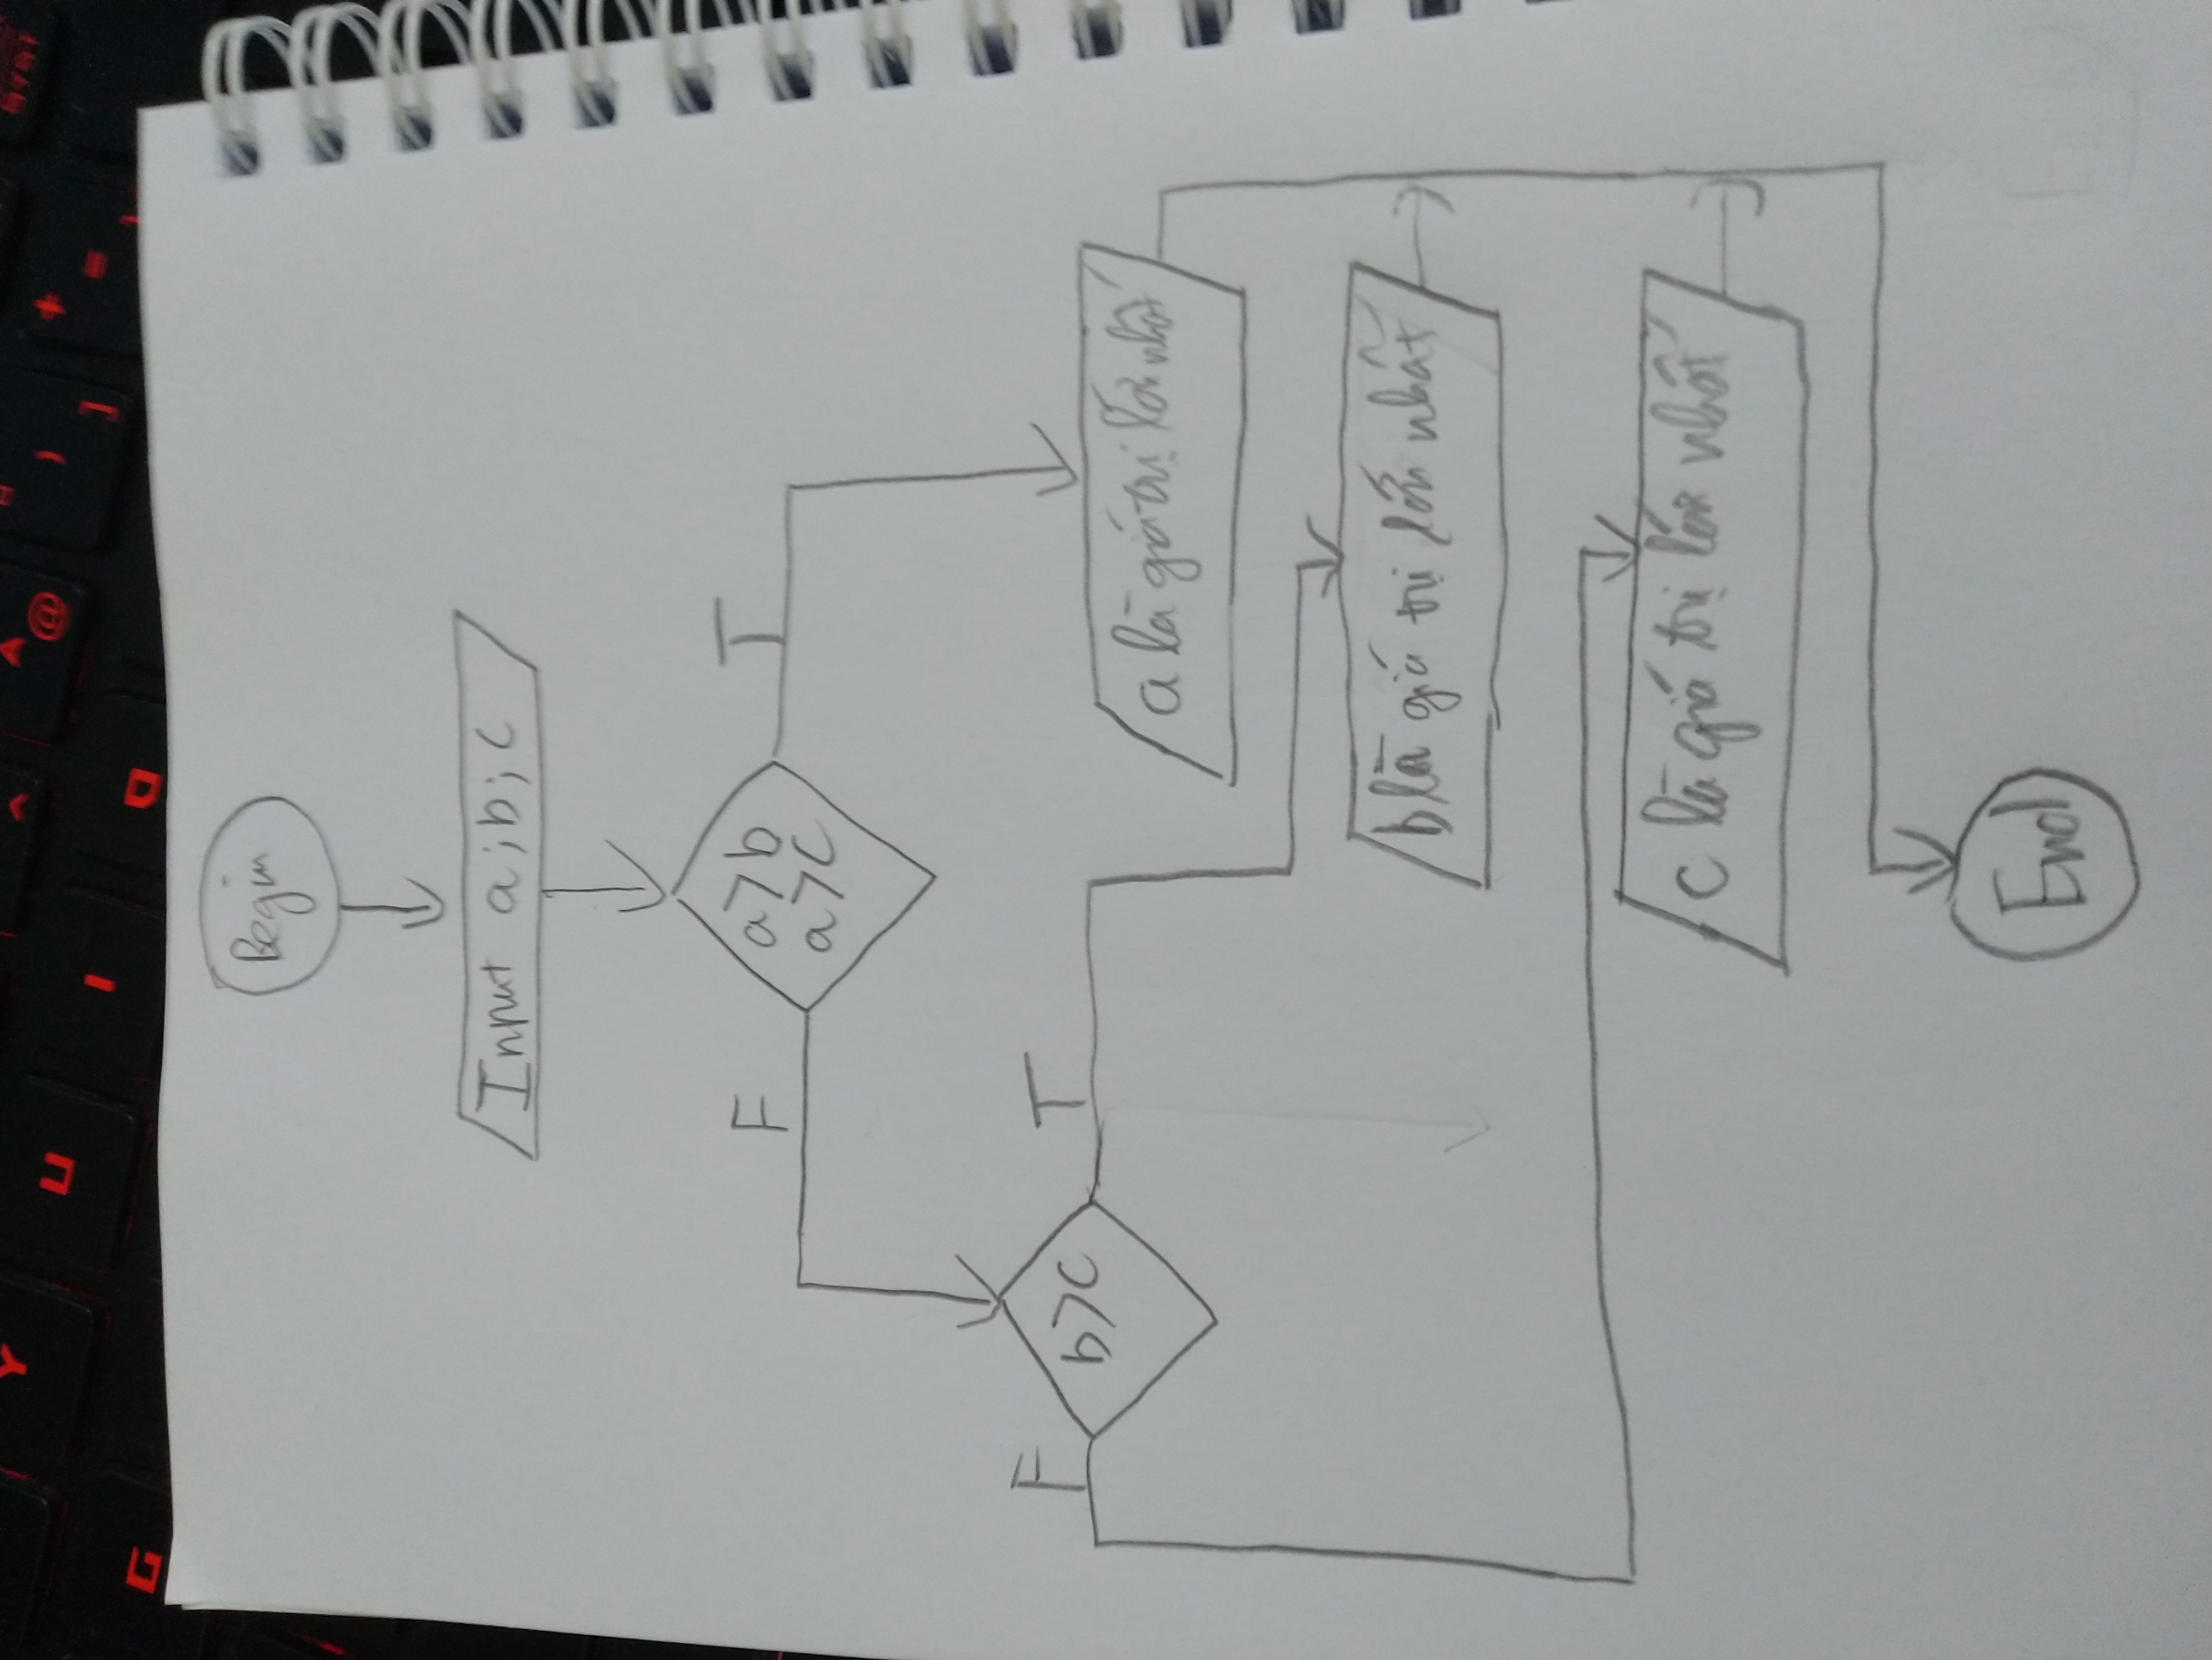 Y
U
I
O
@
)
]
+
=
G
Begin
Input a;b;c
F
T
a>b
a>c
F
T
b>c
a là giá trị lớn nhất
b là giá trị lớn nhất
c là giá trị lớn nhất
End